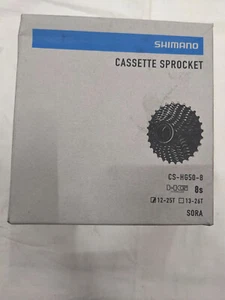 SHIMANO
CASSETTE SPROCKET
CS-HG50-8
8s
12-25T 13-26T
SORA